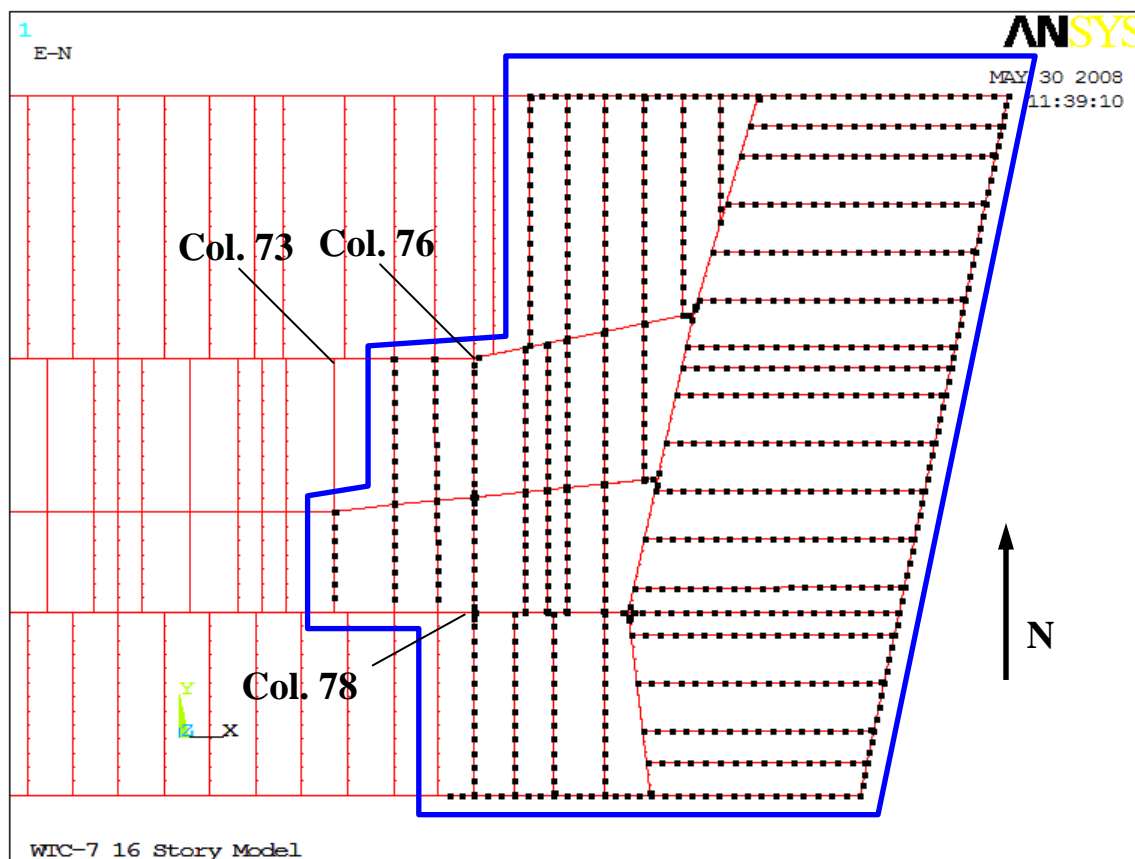 1
E-N
ANSYS
MAY 30 2008
11:39:10
Col. 73
Col. 76
N
Col. 78
Y
Z
X
WTC-7 16 Story Model